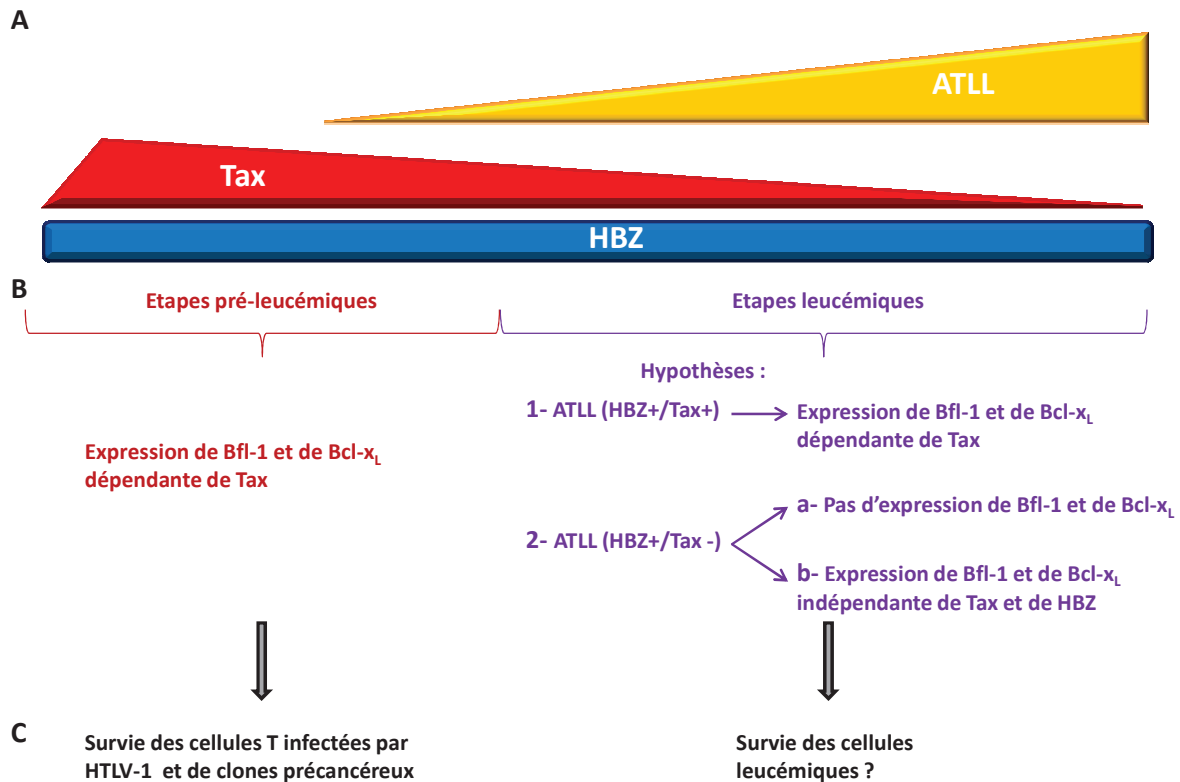 A
ATLL
Tax
HBZ
B
Etapes pré-leucémiques
Etapes leucémiques
Hypothèses :
1- ATLL (HBZ+/Tax+)
Expression de Bfl-1 et de Bcl-xL
dépendante de Tax
Expression de Bfl-1 et de Bcl-xL
dépendante de Tax
a- Pas d'expression de Bfl-1 et de Bcl-xL
2- ATLL (HBZ+/Tax -)
b- Expression de Bfl-1 et de Bcl-xL
indépendante de Tax et de HBZ
C
Survie des cellules T infectées par
HTLV-1 et de clones précancéreux
Survie des cellules
leucémiques ?